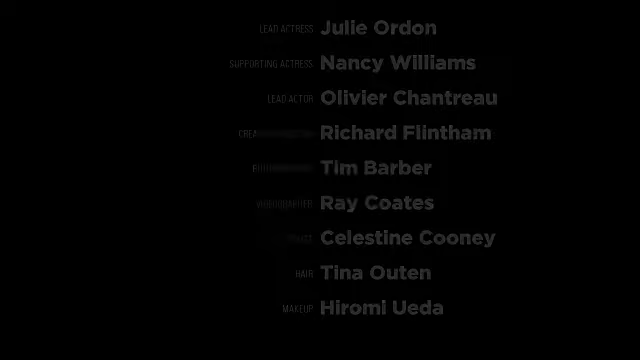 LEAD ACTRESS Julie Ordon
SUPPORTING ACTRESS Nancy Williams
LEAD ACTOR Olivier Chantreau
Richard Flintham
Tim Barber
VIDEOGRAPHER Ray Coates
Celestine Cooney
HAIR Tina Outen
MAKEUP Hiromi Ueda